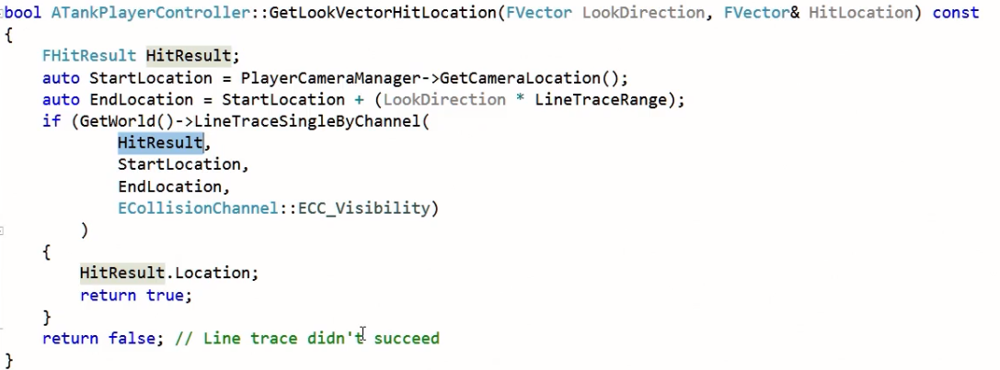 bool ATankPlayerController::GetLookVectorHitLocation(FVector LookDirection, FVector& HitLocation) const
{
    FHitResult HitResult;
    auto StartLocation = PlayerCameraManager->GetCameraLocation();
    auto EndLocation = StartLocation + (LookDirection * LineTraceRange);
    if (GetWorld()->LineTraceSingleByChannel(
            HitResult,
            StartLocation,
            EndLocation,
            ECollisionChannel::ECC_Visibility)
        )
    {
        HitResult.Location;
        return true;
    }
    return false; // Line trace didn't succeed
}